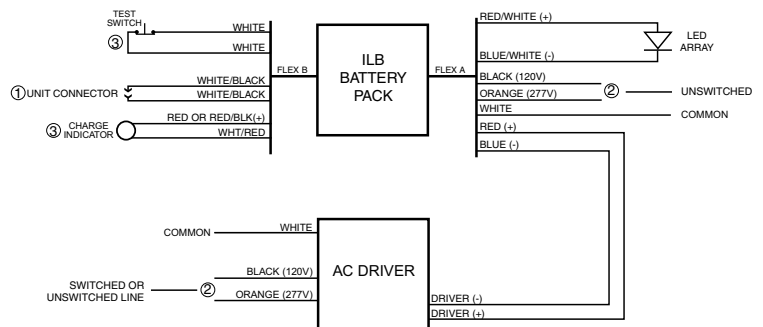 TEST
SWITCH
③
WHITE
WHITE
① UNIT CONNECTOR
WHITE/BLACK
WHITE/BLACK
③ CHARGE
INDICATOR
RED OR RED/BLK(+)
WHT/RED
FLEX B
ILB
BATTERY
PACK
FLEX A
RED/WHITE (+)
LED
ARRAY
BLUE/WHITE (-)
BLACK (120V)
ORANGE (277V)
② UNSWITCHED
WHITE
COMMON
RED (+)
BLUE (-)
COMMON
WHITE
SWITCHED OR
UNSWITCHED LINE
②
BLACK (120V)
ORANGE (277V)
AC DRIVER
DRIVER (-)
DRIVER (+)